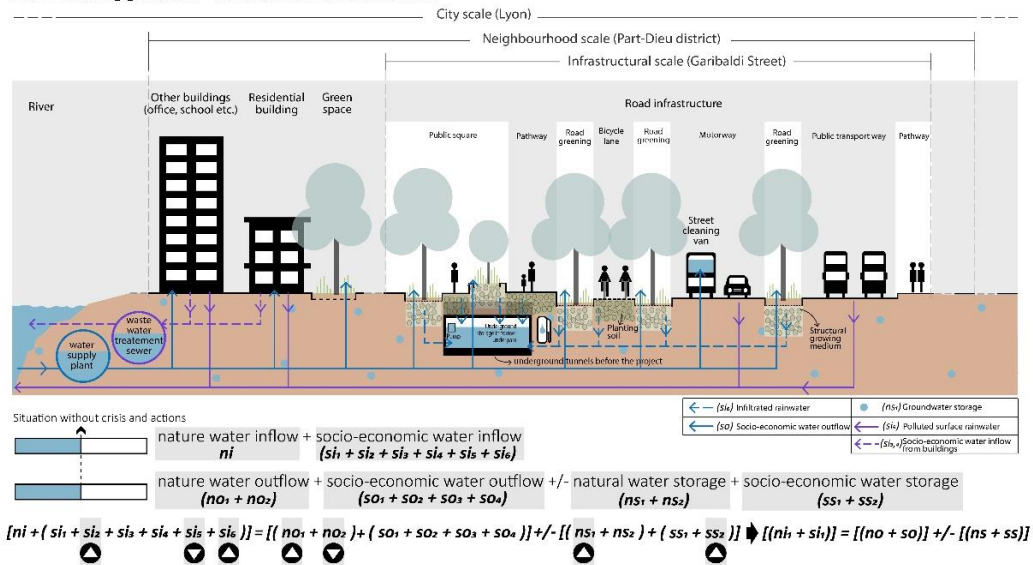 City scale (Lyon)
Neighbourhood scale (Part-Dieu district)
Infrastructural scale (Garibaldi Street)
River
Other buildings
(office, school etc.)
Residential
building
Green
space
Road infrastructure
Public square
Pathway
Road
greening
Bicycle
lane
Road
greening
Motorway
Road
greening
Public transport way
Pathway
Street
cleaning
van
waste
water
treatement
sewer
water
supply
plant
Pump
Underground
Planting
soil
Structural
growing
medium
underground tunnels before the project
(si₆) Infiltrated rainwater
(ns₁) Groundwater storage
(so) Socio-economic water outflow
(si₅) Polluted surface rainwater
(si₃,₄) Socio-economic water inflow
from buildings
Situation without crisis and actions
nature water inflow + socio-economic water inflow
ni (si₁ + si₂ + si₃ + si₄ + si₅ + si₆)
nature water outflow + socio-economic water outflow +/- natural water storage + socio-economic water storage
(no₁ + no₂) (so₁ + so₂ + so₃ + so₄) (ns₁ + ns₂) (ss₁ + ss₂)
[ni + ( si₁ + si₂ + si₃ + si₄ + si₅ + si₆ )] = [( no₁ + no₂ ) + ( so₁ + so₂ + so₃ + so₄ )] +/- [( ns₁ + ns₂ ) + ( ss₁ + ss₂ )] ➧ [(ni₁ + si₁)] = [(no + so)] +/- [(ns + ss)]